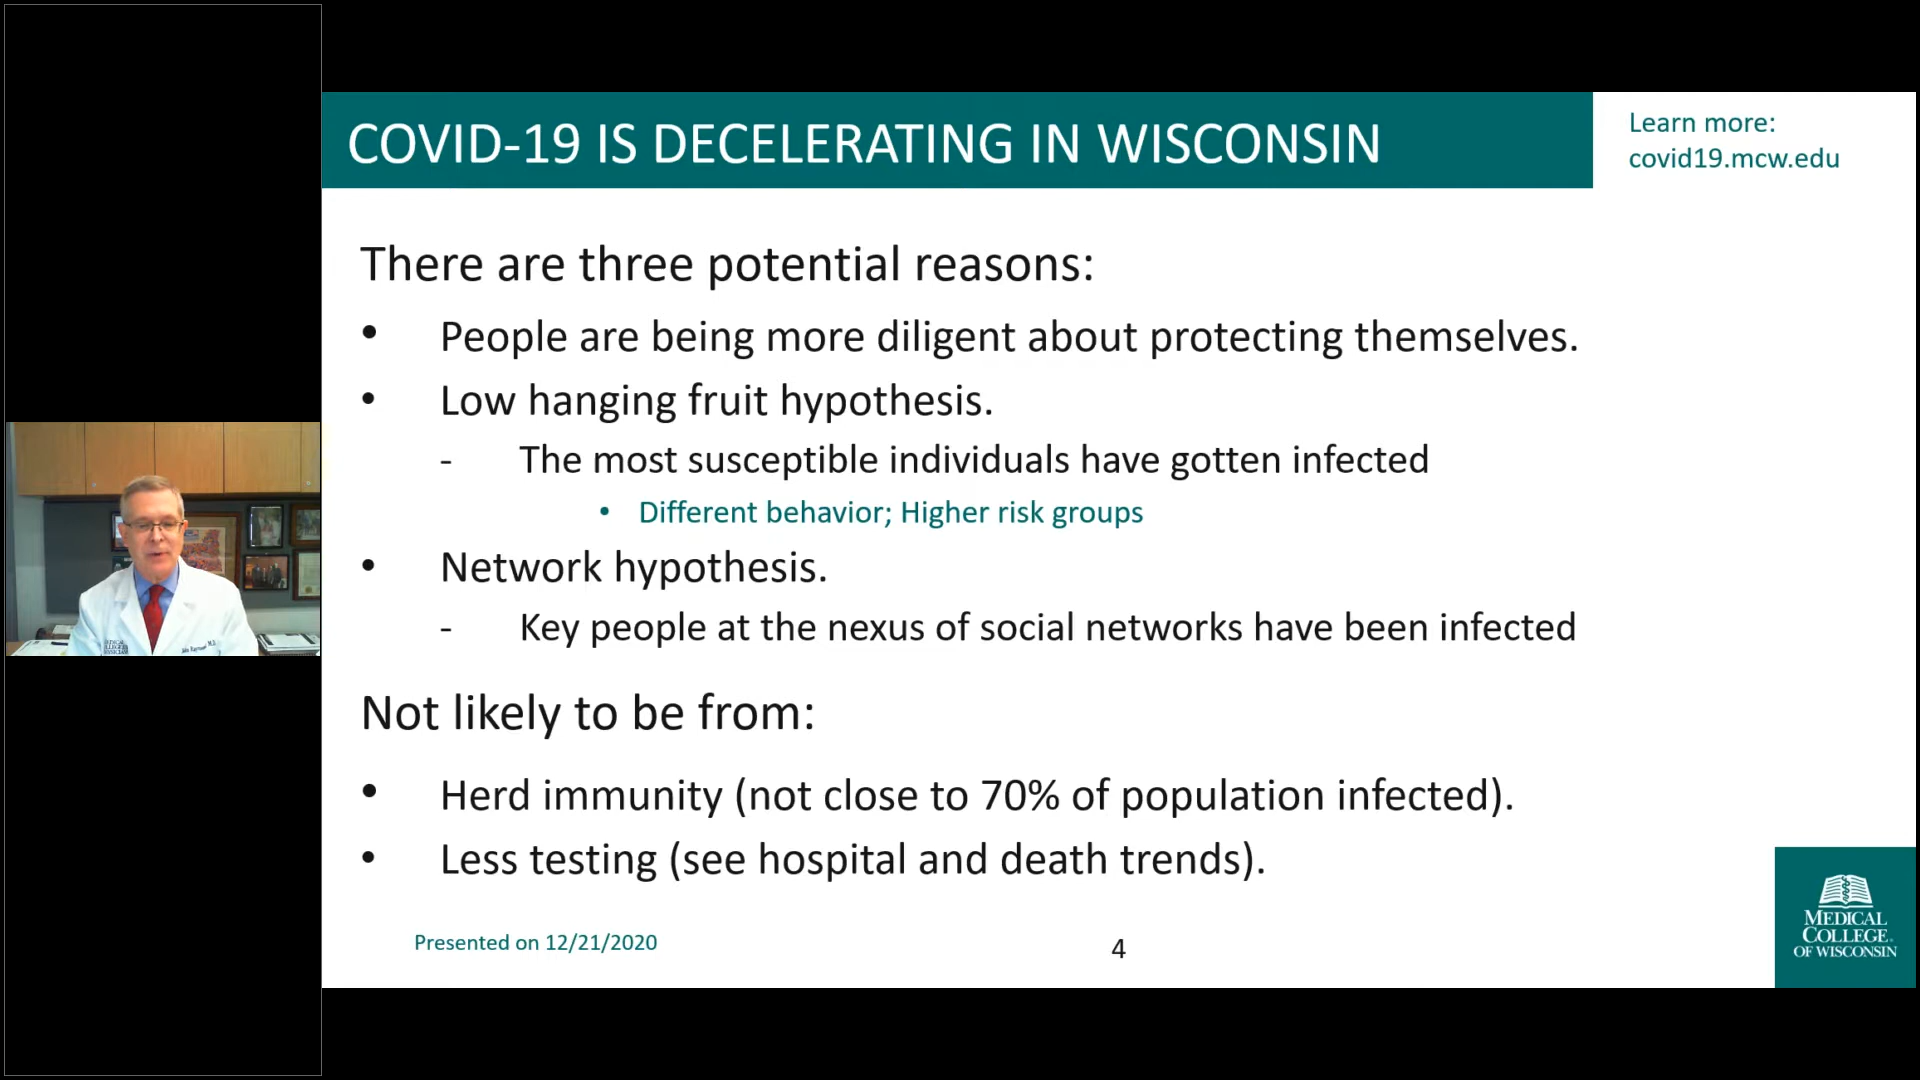 COVID-19 IS DECELERATING IN WISCONSIN
Learn more:
covid19.mcw.edu
There are three potential reasons:
• People are being more diligent about protecting themselves.
• Low hanging fruit hypothesis.
- The most susceptible individuals have gotten infected
• Different behavior; Higher risk groups
• Network hypothesis.
- Key people at the nexus of social networks have been infected
Not likely to be from:
• Herd immunity (not close to 70% of population infected).
• Less testing (see hospital and death trends).
Presented on 12/21/2020
4
MEDICAL
COLLEGE
OF WISCONSIN